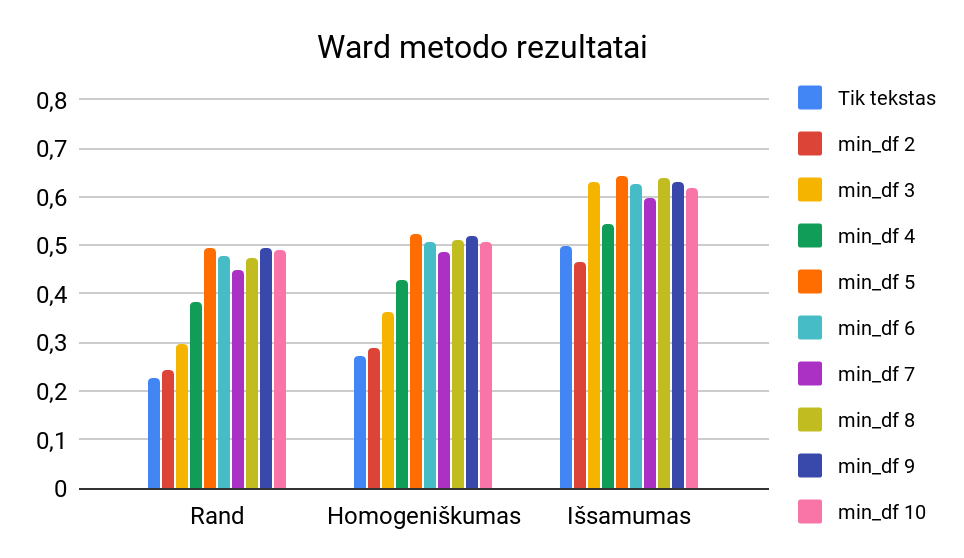 Ward metodo rezultatai
0,8
0,7
0,6
0,5
0,4
0,3
0,2
0,1
0
Rand
Homogeniškumas
Išsamumas
Tik tekstas
min_df 2
min_df 3
min_df 4
min_df 5
min_df 6
min_df 7
min_df 8
min_df 9
min_df 10